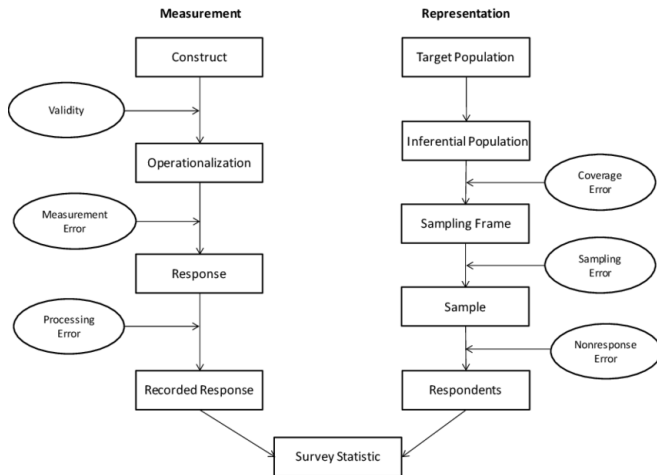 Measurement
Representation
Construct
Target Population
Validity
Inferential Population
Operationalization
Coverage
Error
Measurement
Error
Sampling Frame
Response
Sampling
Error
Sample
Processing
Error
Nonresponse
Error
Recorded Response
Respondents
Survey Statistic